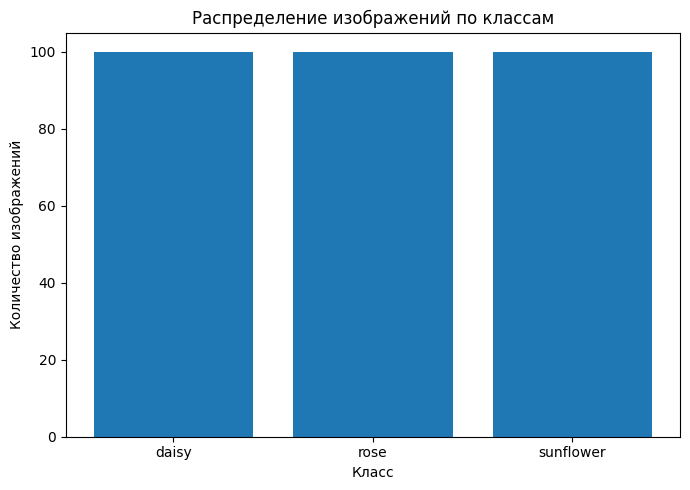 Распределение изображений по классам
Количество изображений
100
80
60
40
20
0
daisy rose sunflower
Класс